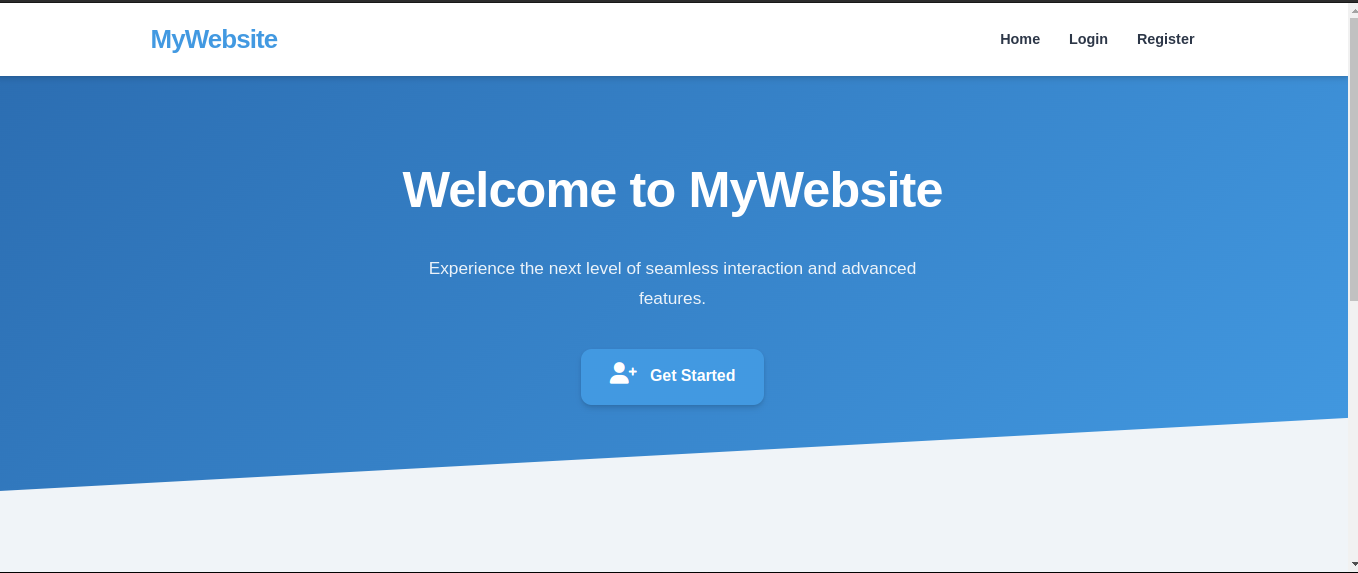 MyWebsite
Home Login Register
Welcome to MyWebsite
Experience the next level of seamless interaction and advanced
features.
Get Started